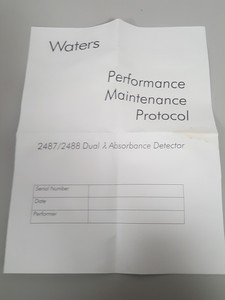 Waters
Performance
Maintenance
Protocol
2487/2488 Dual λ Absorbance Detector
Serial Number
Date
Performer